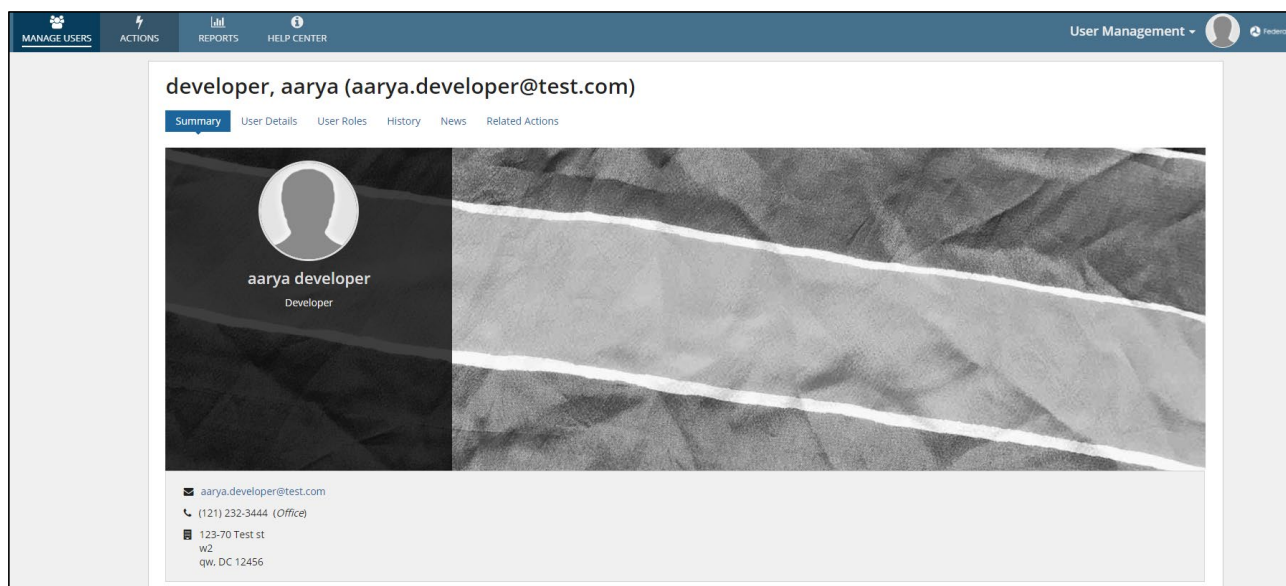 MANAGE USERS
ACTIONS
REPORTS
HELP CENTER
User Management
developer, aarya (aarya.developer@test.com)
Summary User Details User Roles History News Related Actions
aarya developer
Developer
aarya.developer@test.com
(121) 232-3444 (Office)
123-70 Test st
w2
qw, DC 12456